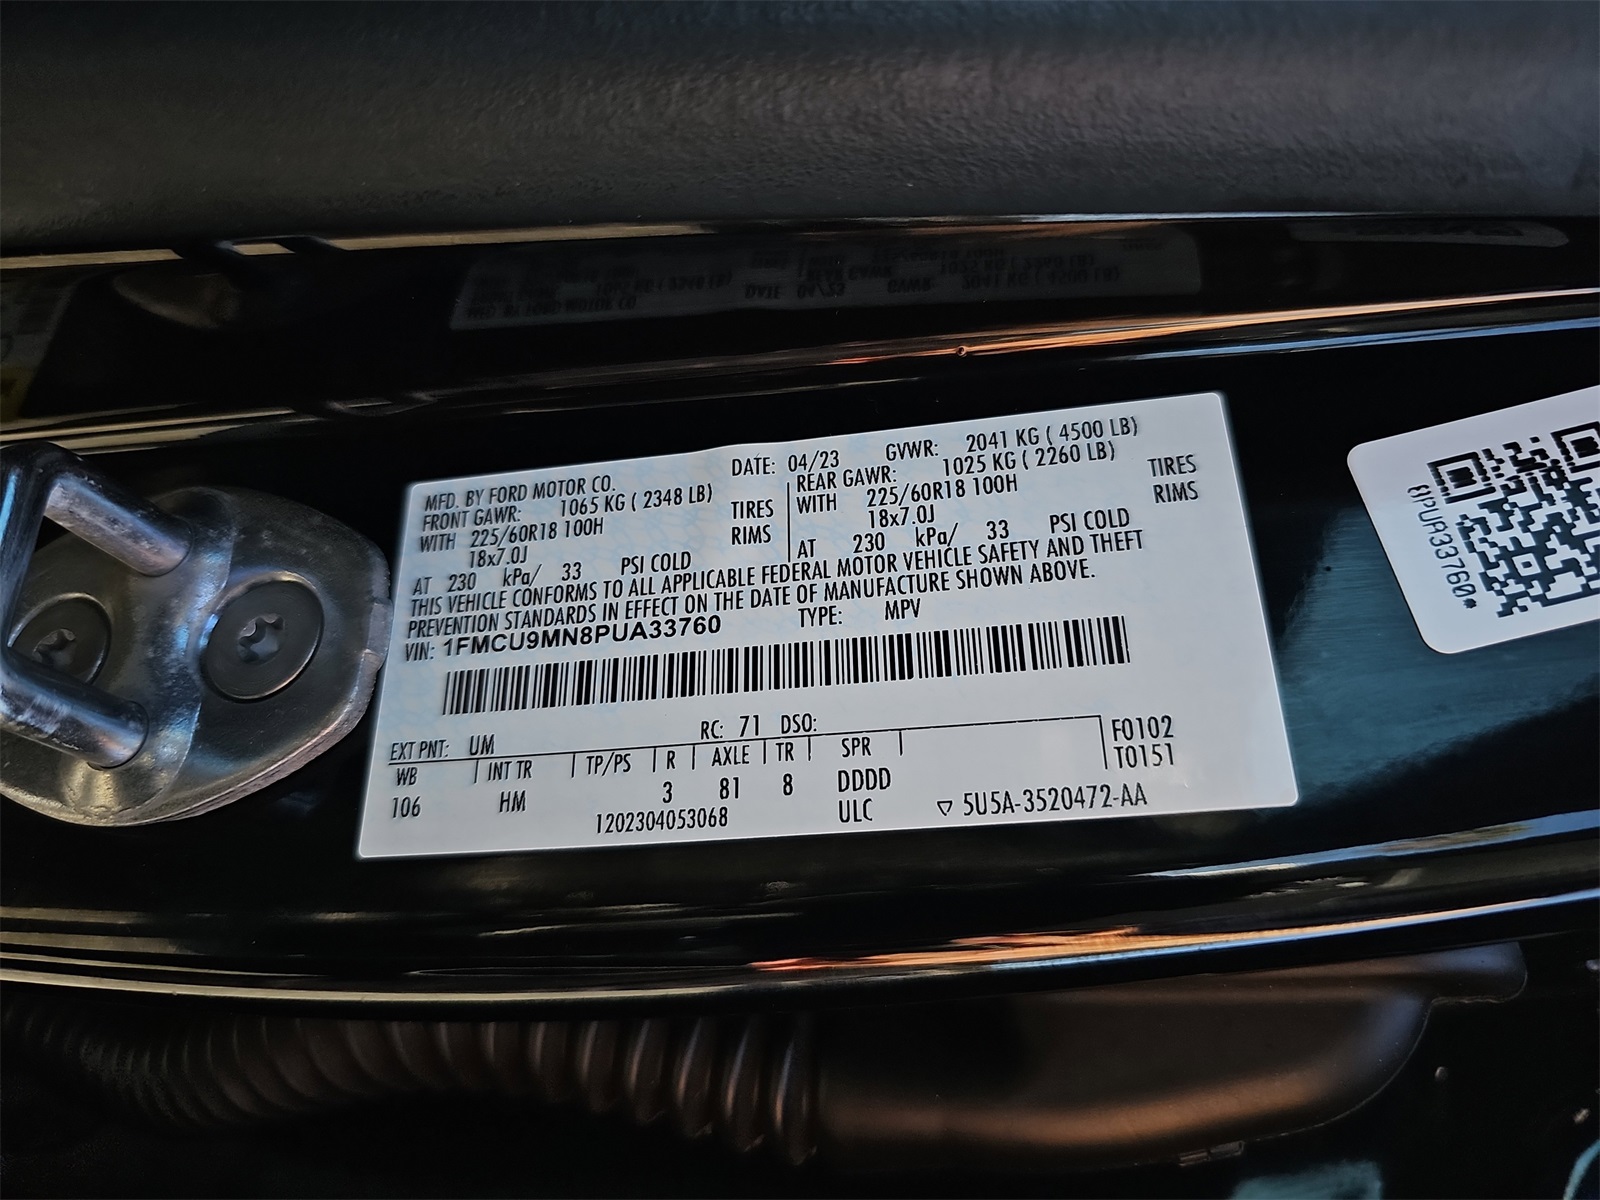 MFD. BY FORD MOTOR CO. DATE: 04/23 GVWR: 2041 KG ( 4500 LB)
FRONT GAWR: 1065 KG ( 2348 LB) REAR GAWR: 1025 KG ( 2260 LB)
WITH 225/60R18 100H TIRES WITH 225/60R18 100H TIRES
18x7.0J RIMS 18x7.0J RIMS
AT 230 kPa/ 33 PSI COLD AT 230 kPa/ 33 PSI COLD
THIS VEHICLE CONFORMS TO ALL APPLICABLE FEDERAL MOTOR VEHICLE SAFETY AND THEFT
PREVENTION STANDARDS IN EFFECT ON THE DATE OF MANUFACTURE SHOWN ABOVE.
VIN: 1FMCU9MN8PUA33760 TYPE: MPV
EXT PNT: UM RC: 71 DSO: F0102
WB INT TR TP/PS R AXLE TR SPR T0151
106 HM 3 81 8 DDDD
1202304053068 ULC 5U5A-3520472-AA